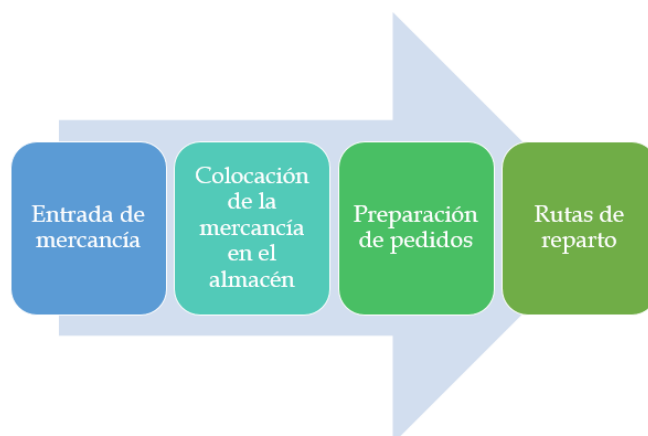 Entrada de
mercancía
Colocación
de la
mercancía
en el
almacén
Preparación
de pedidos
Rutas de
reparto